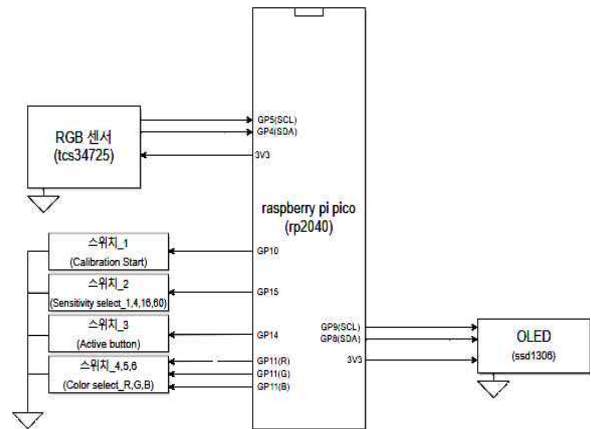 RGB 센서
(tcs34725)
GP5(SCL)
GP4(SDA)
3V3
raspberry pi pico
(rp2040)
스위치_1
(Calibration Start)
GP10
스위치_2
(Sensitivity select_1,4,16,60)
GP15
스위치_3
(Active button)
GP14
스위치_4,5,6
(Color select_R,G,B)
GP11(R)
GP11(G)
GP11(B)
GP9(SCL)
GP8(SDA)
3V3
OLED
(ssd1306)